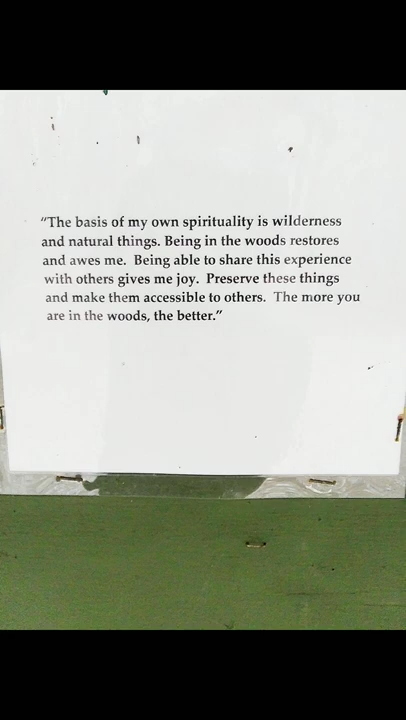 "The basis of my own spirituality is wilderness
and natural things. Being in the woods restores
and awes me.  Being able to share this experience
with others gives me joy.  Preserve these things
and make them accessible to others.  The more you
are in the woods, the better."